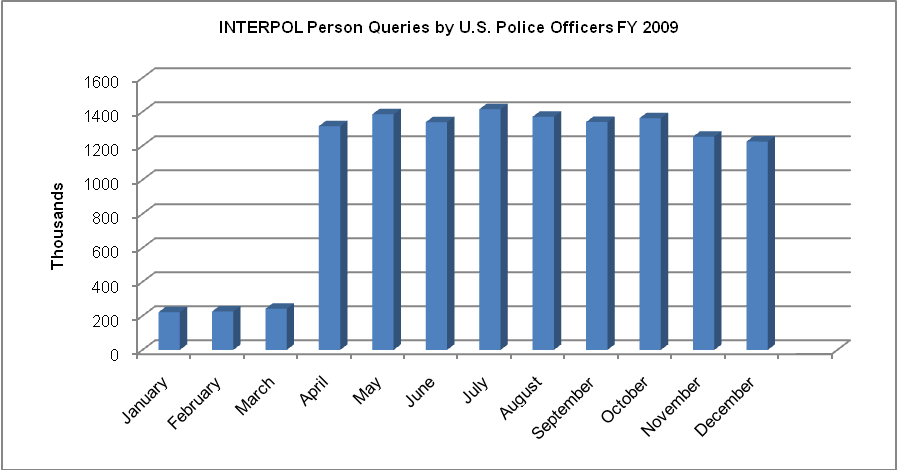 INTERPOL Person Queries by U.S. Police Officers FY 2009
Thousands
1600
1400
1200
1000
800
600
400
200
0
January
February
March
April
May
June
July
August
September
October
November
December